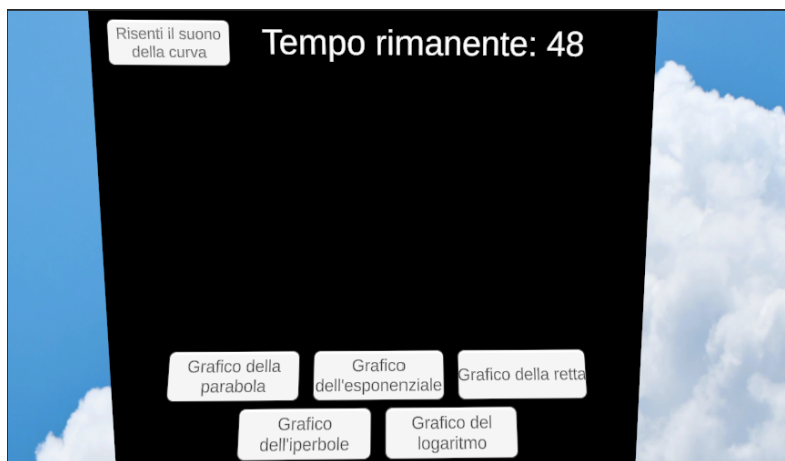 Risenti il suono
della curva
Tempo rimanente: 48
Grafico della
parabola
Grafico
dell'esponenziale
Grafico della retta
Grafico
dell'iperbole
Grafico del
logaritmo